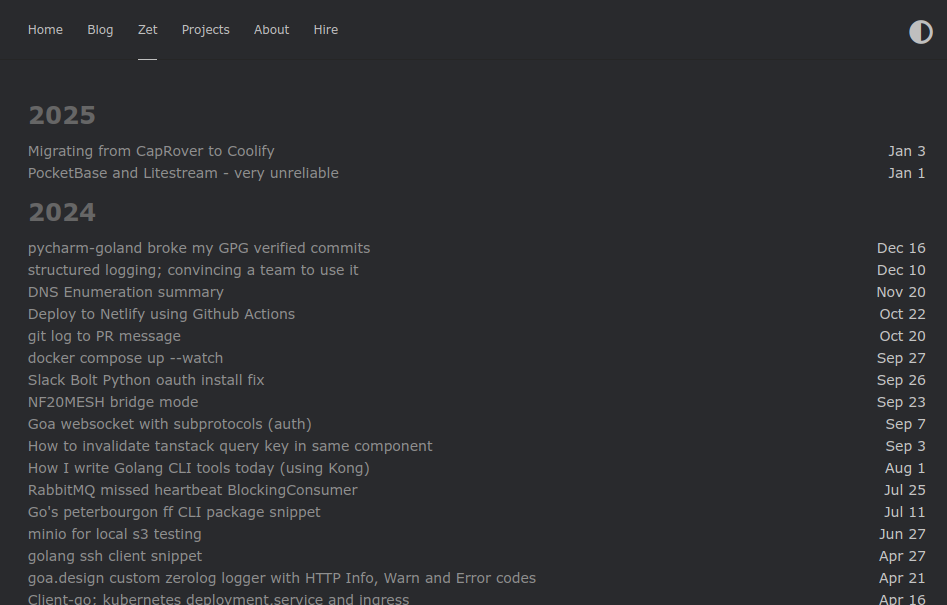 Home Blog Zet Projects About Hire
2025
Migrating from CapRover to Coolify Jan 3
PocketBase and Litestream - very unreliable Jan 1
2024
pycharm-goland broke my GPG verified commits Dec 16
structured logging; convincing a team to use it Dec 10
DNS Enumeration summary Nov 20
Deploy to Netlify using Github Actions Oct 22
git log to PR message Oct 20
docker compose up --watch Sep 27
Slack Bolt Python oauth install fix Sep 26
NF20MESH bridge mode Sep 23
Goa websocket with subprotocols (auth) Sep 7
How to invalidate tanstack query key in same component Sep 3
How I write Golang CLI tools today (using Kong) Aug 1
RabbitMQ missed heartbeat BlockingConsumer Jul 25
Go's peterbourgon ff CLI package snippet Jul 11
minio for local s3 testing Jun 27
golang ssh client snippet Apr 27
goa.design custom zerolog logger with HTTP Info, Warn and Error codes Apr 21
Client-go: kubernetes deployment,service and ingress Apr 16